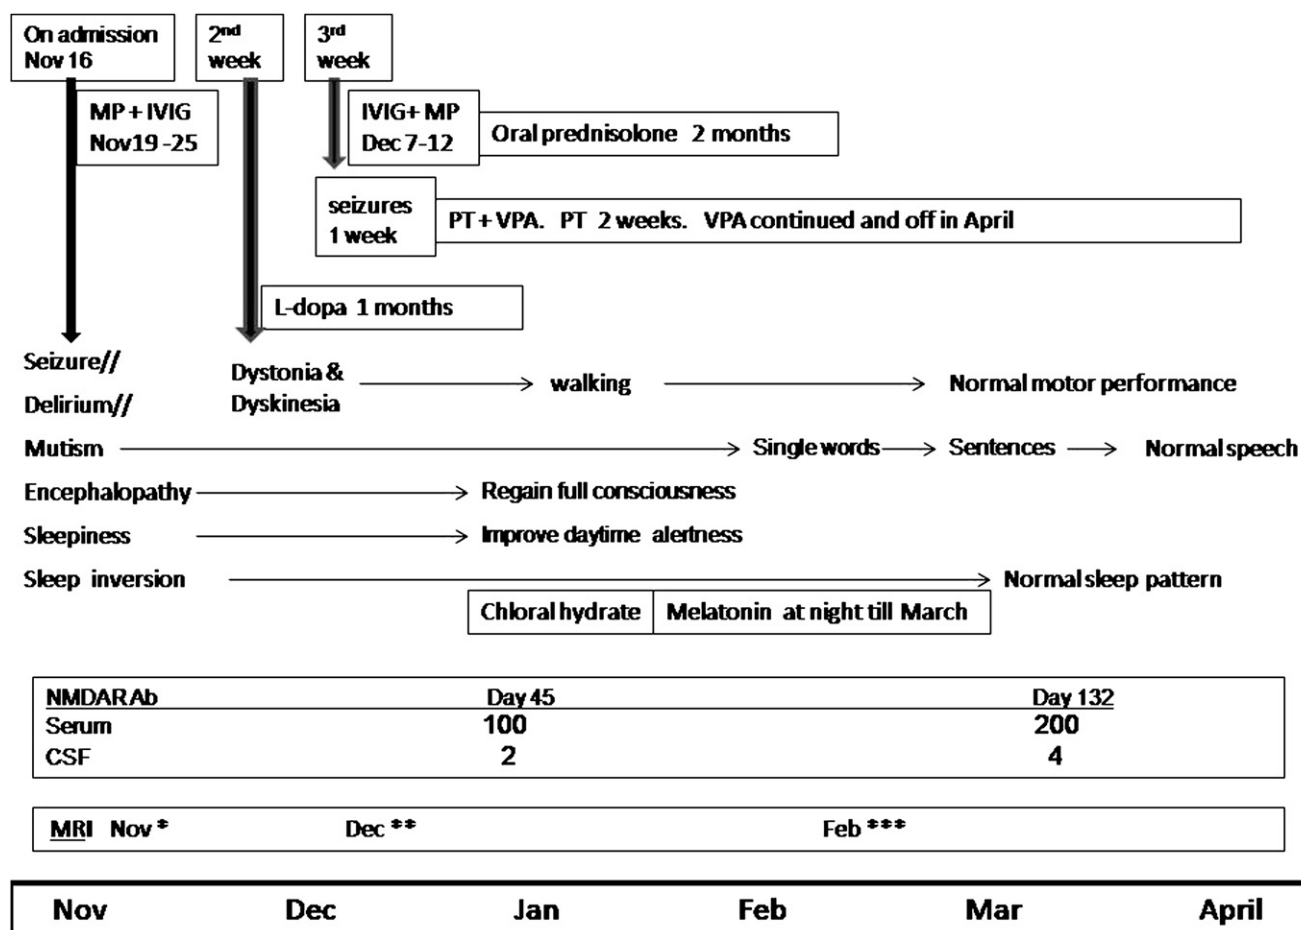 On admission
Nov 16
2nd
week
3rd
week
MP + IVIG
Nov19 -25
IVIG+ MP
Dec 7-12
Oral prednisolone 2 months
seizures
1 week
PT + VPA. PT 2 weeks. VPA continued and off in April
L-dopa 1 months
Seizure//
Delirium//
Dystonia &
Dyskinesia
walking
Normal motor performance
Mutism
Single words
Sentences
Normal speech
Encephalopathy
Regain full consciousness
Sleepiness
Improve daytime alertness
Sleep inversion
Normal sleep pattern
Chloral hydrate
Melatonin at night till March
NMDAR Ab Day 45 Day 132
Serum 100 200
CSF 2 4
MRI Nov * Dec ** Feb ***
Nov Dec Jan Feb Mar April